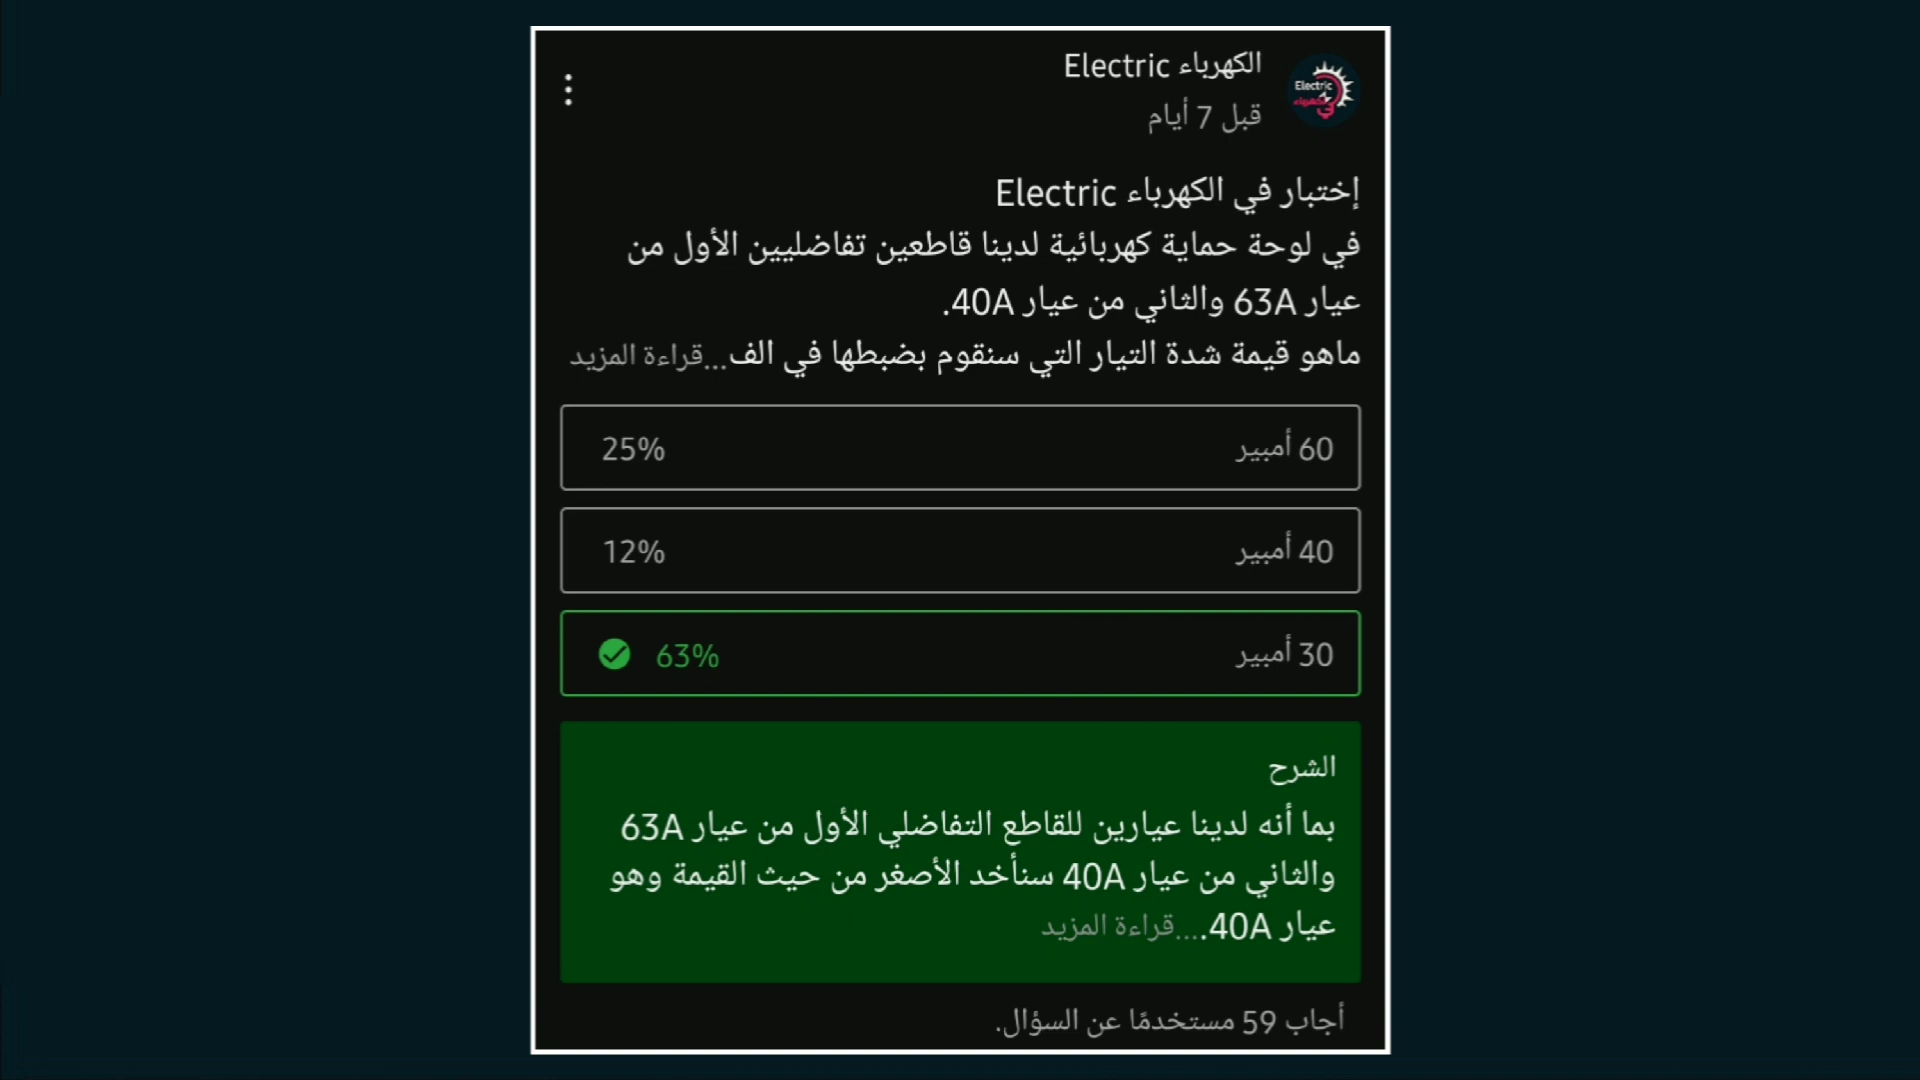 الكهرباء Electric
قبل 7 أيام
Electric
إختبار في الكهرباء Electric
في لوحة حماية كهربائية لدينا قاطعين تفاضليين الأول من
عيار 63A والثاني من عيار 40A.
ماهو قيمة شدة التيار التي سنقوم بضبطها في الف...قراءة المزيد
60 أمبير 25%
40 أمبير 12%
30 أمبير 63%
الشرح
بما أنه لدينا عيارين للقاطع التفاضلي الأول من عيار 63A
والثاني من عيار 40A سنأخد الأصغر من حيث القيمة وهو
عيار 40A....قراءة المزيد
أجاب 59 مستخدمًا عن السؤال.